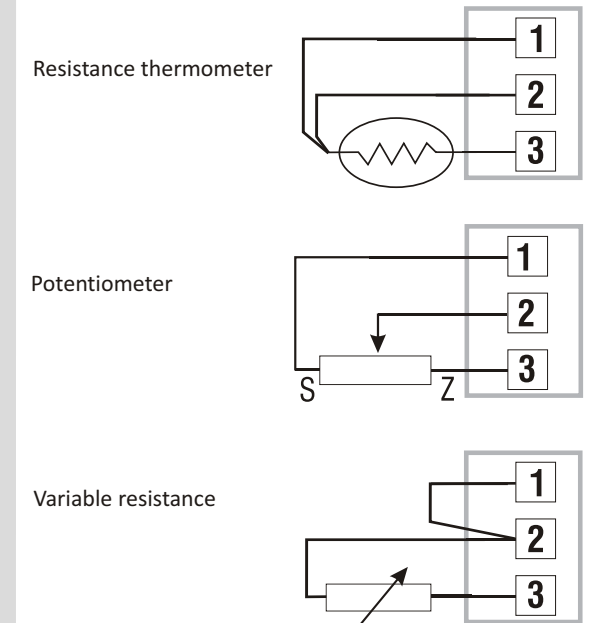 Resistance thermometer
1
2
3
Potentiometer
1
2
3
S
Z
Variable resistance
1
2
3